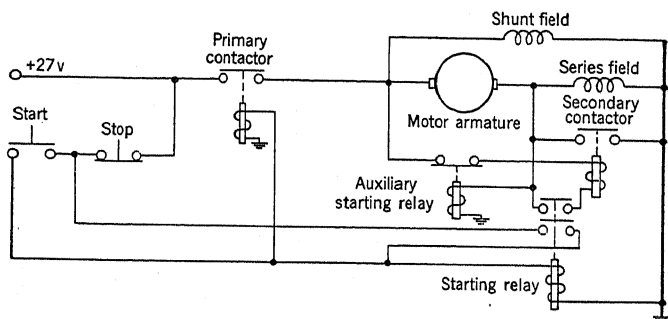 Shunt field
Primary
contactor
+27v
Series field
Secondary
contactor
Start
Stop
Motor armature
Auxiliary
starting relay
Starting relay